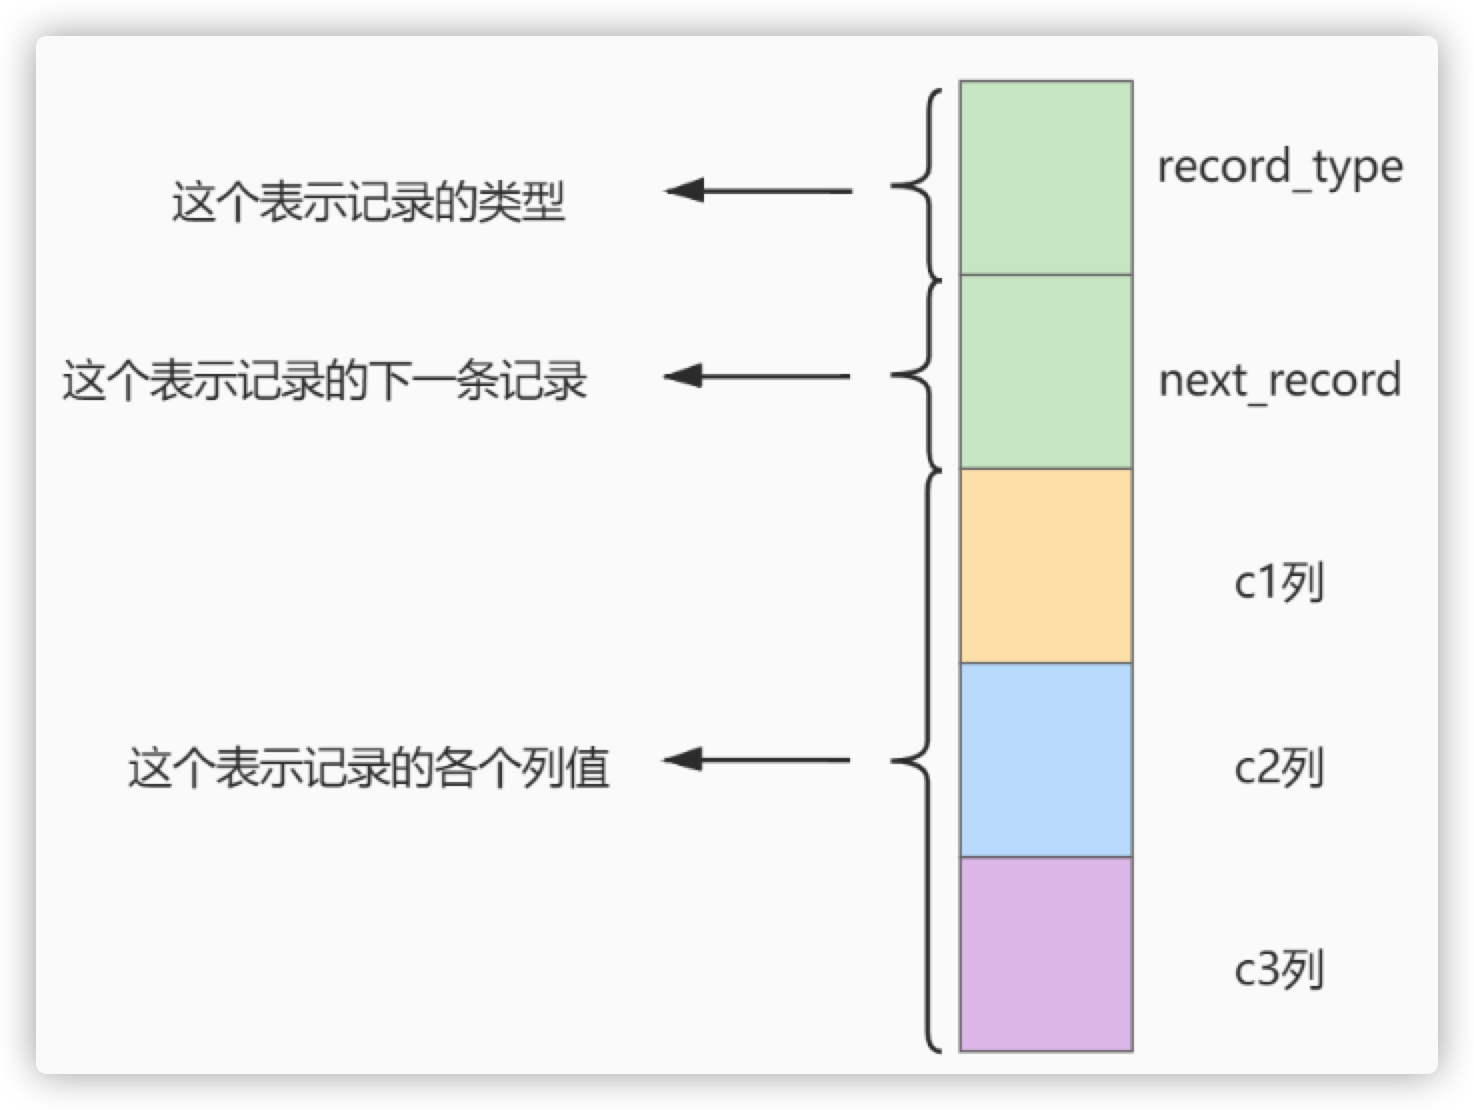 这个表示记录的类型
record_type
这个表示记录的下一条记录
next_record
c1列
这个表示记录的各个列值
c2列
c3列